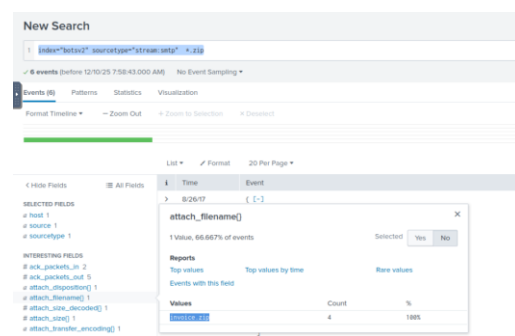 New Search
1 index="botsv2" sourcetype="stream:smtp" *.zip
✓ 6 events (before 12/10/25 7:58:43.000 AM) No Event Sampling ▾
Events (6) Patterns Statistics Visualization
Format Timeline ▾ — Zoom Out + Zoom to Selection × Deselect
List ▾ ✓ Format 20 Per Page ▾
< Hide Fields ≔ All Fields
i Time Event
> 8/26/17 { [-]
SELECTED FIELDS
a host 1
a source 1
a sourcetype 1
INTERESTING FIELDS
# ack_packets_in 2
# ack_packets_out 5
a attach_disposition{} 1
a attach_filename{} 1
# attach_size_decoded{} 1
# attach_size{} 1
a attach_transfer_encoding{} 1
attach_filename{} ×
1 Value, 66.667% of events Selected Yes No
Reports
Top values Top values by time Rare values
Events with this field
Values Count %
invoice.zip 4 100%